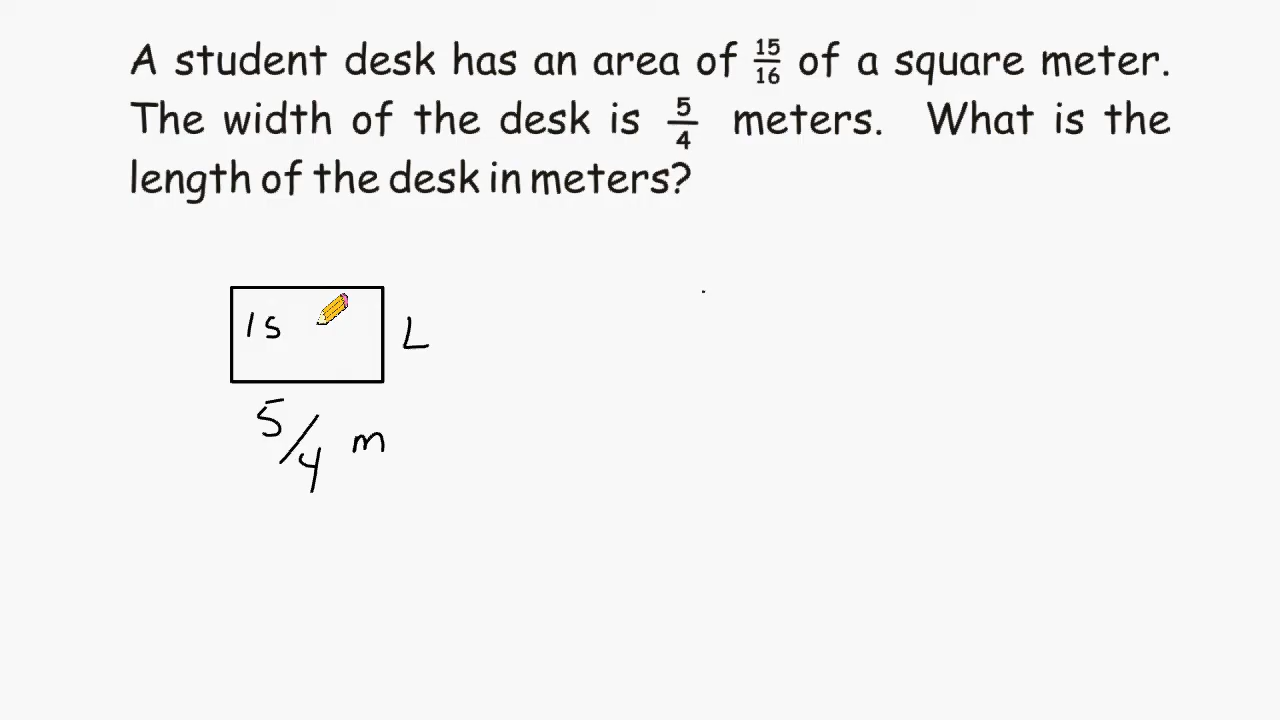 A student desk has an area of 15/16 of a square meter.
The width of the desk is 5/4 meters. What is the
length of the desk in meters?
15 L
5/4 m